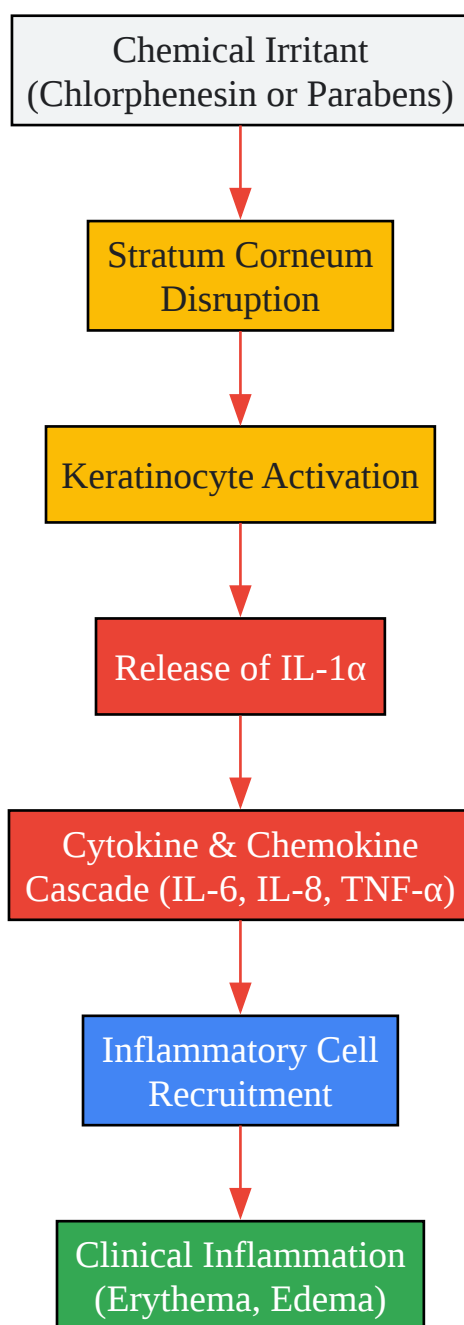 Chemical Irritant
(Chlorphenesin or Parabens)
Stratum Corneum
Disruption
Keratinocyte Activation
Release of IL-1α
Cytokine & Chemokine
Cascade (IL-6, IL-8, TNF-α)
Inflammatory Cell
Recruitment
Clinical Inflammation
(Erythema, Edema)